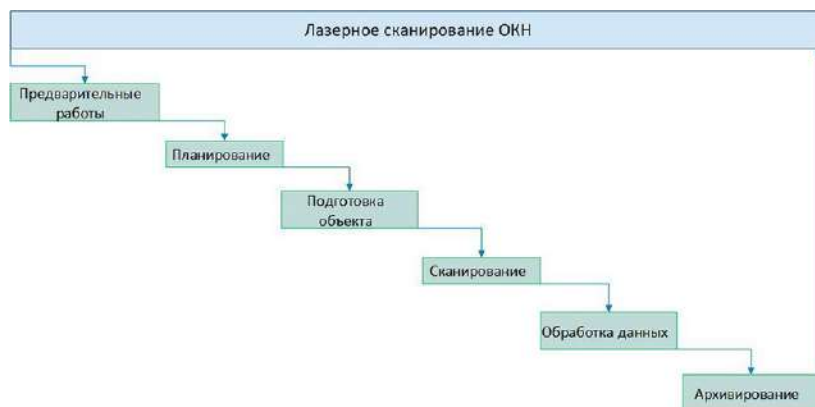 Лазерное сканирование ОКН
Предварительные
работы
Планирование
Подготовка
объекта
Сканирование
Обработка данных
Архивирование